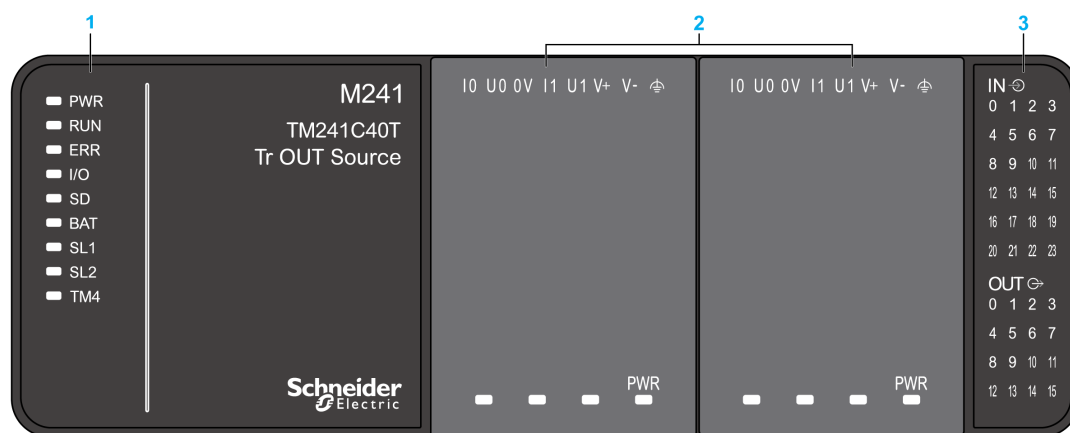 1
2
3
PWR
RUN
ERR
I/O
SD
BAT
SL1
SL2
TM4
M241
TM241C40T
Tr OUT Source
Schneider
Electric
I0 U0 0V I1 U1 V+ V-
PWR
I0 U0 0V I1 U1 V+ V-
PWR
IN
0 1 2 3
4 5 6 7
8 9 10 11
12 13 14 15
16 17 18 19
20 21 22 23
OUT
0 1 2 3
4 5 6 7
8 9 10 11
12 13 14 15